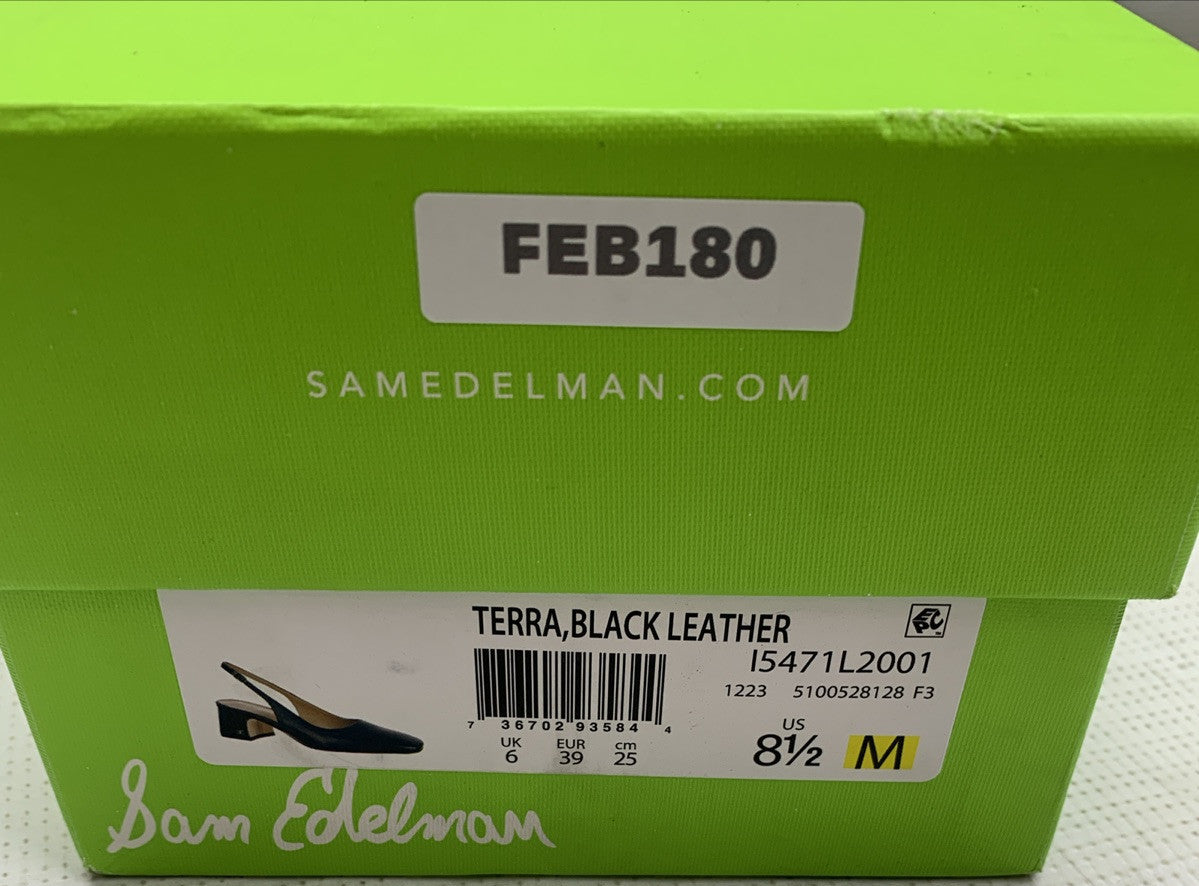 FEB180
SAMEDELMAN.COM
TERRA,BLACK LEATHER
EPC
I5471L2001
1223 5100528128 F3
7 36702 93584 4
UK EUR cm
6 39 25
US
8½ M
Sam Edelman